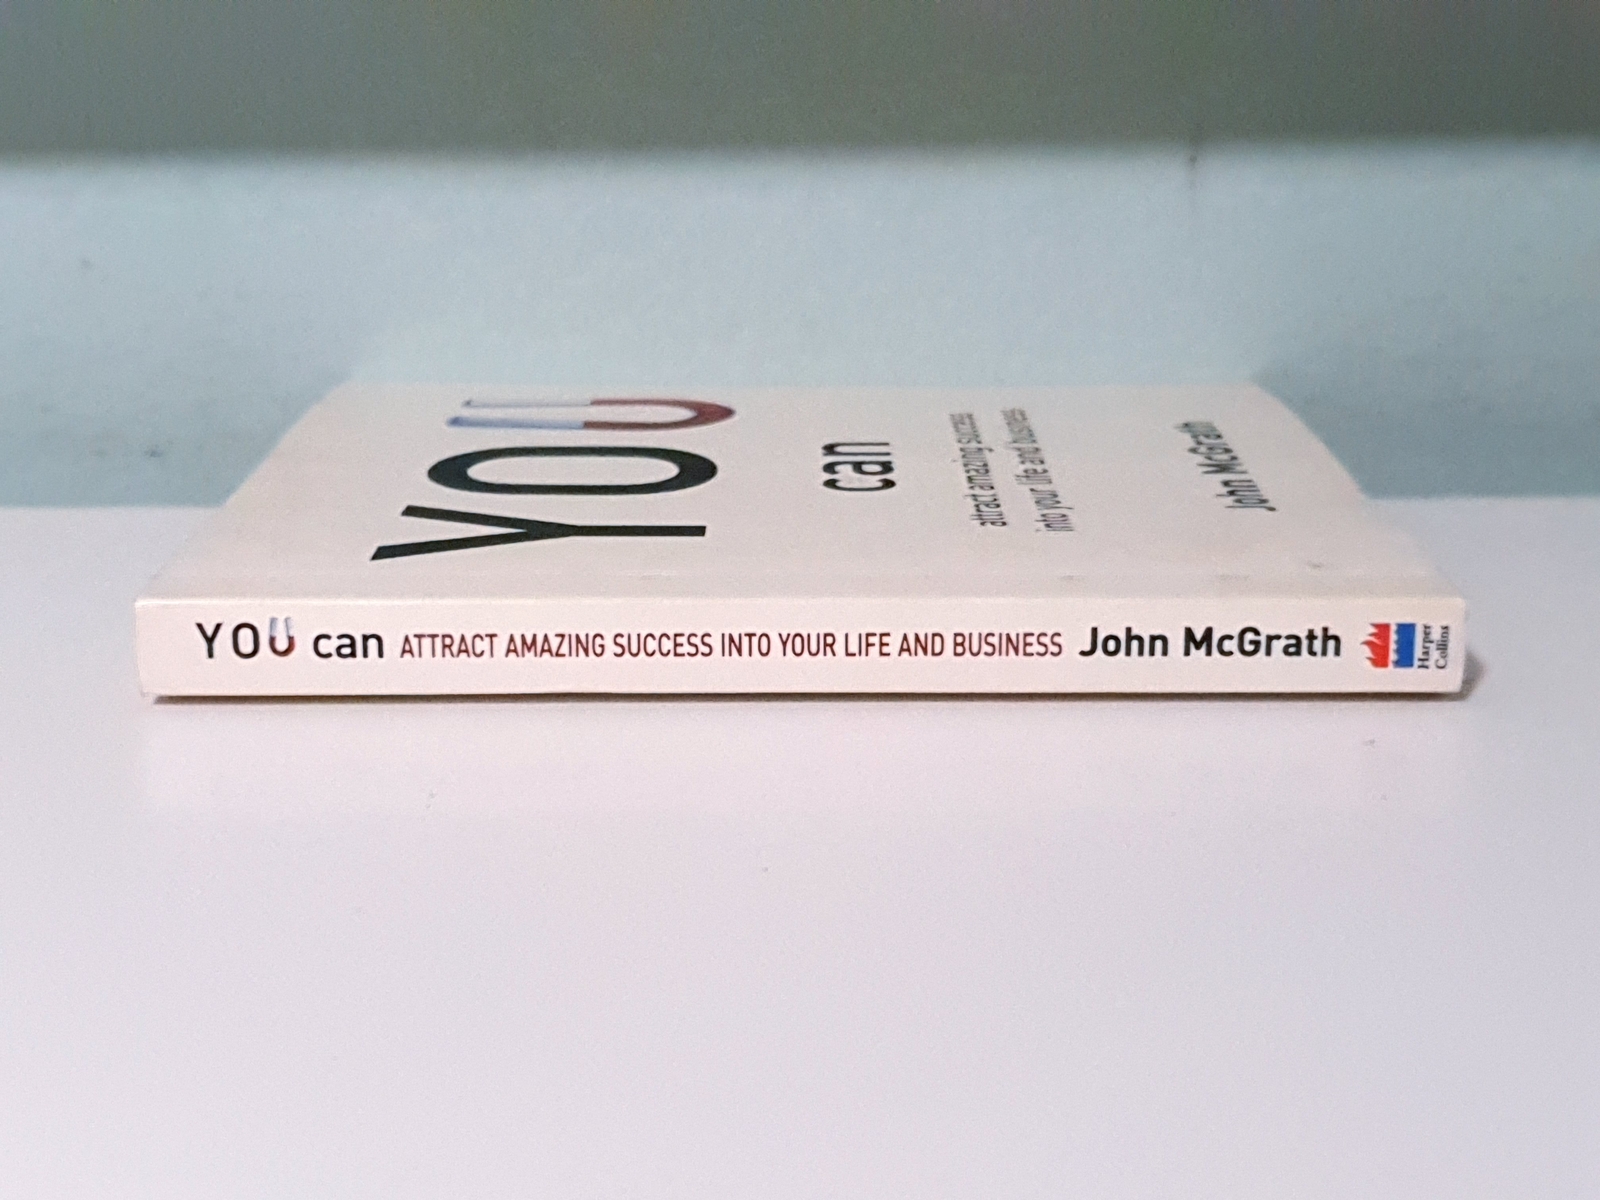 YOU
can
attract amazing success
into your life and business
John McGrath
YOU can ATTRACT AMAZING SUCCESS INTO YOUR LIFE AND BUSINESS John McGrath
Harper
Collins